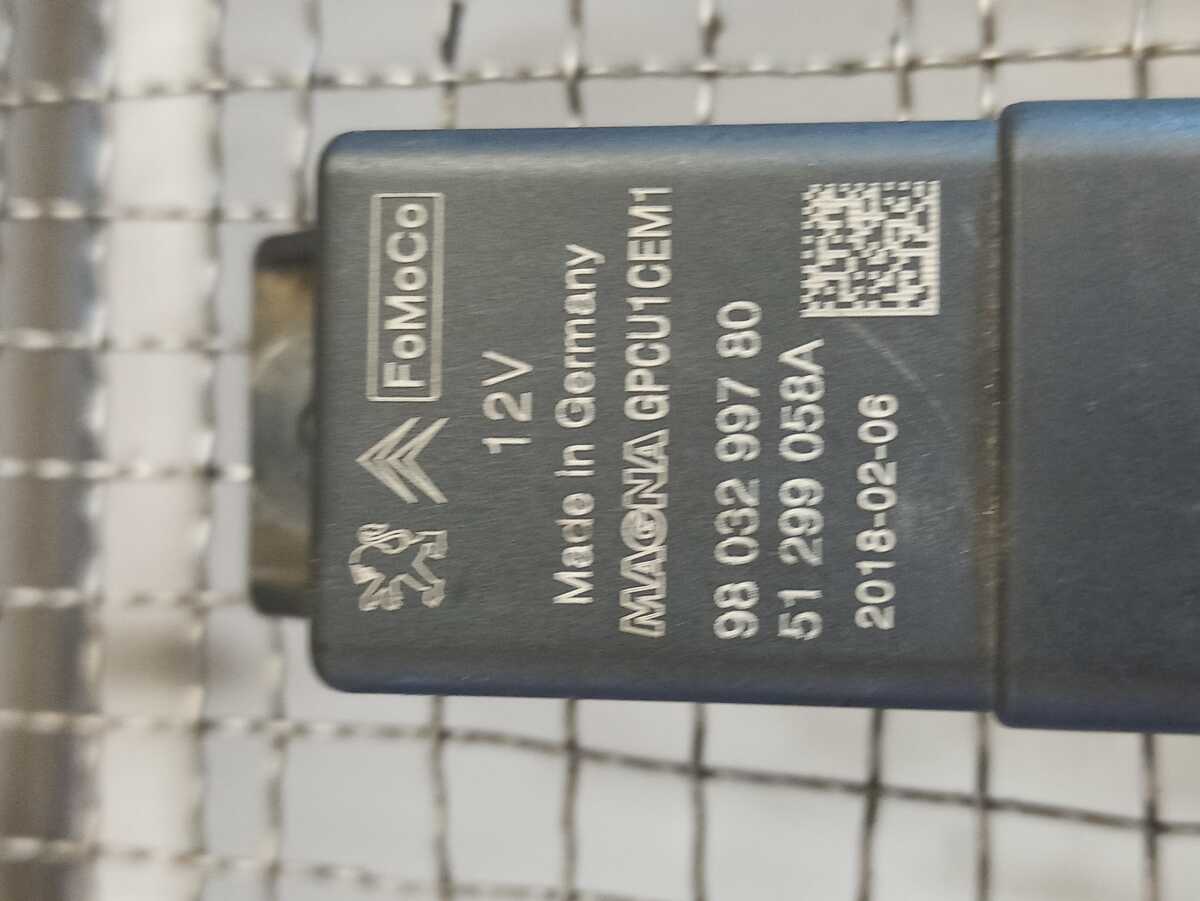 FoMoCo
12V
Made in Germany
MAGNA GPCU1CEM1
98 032 997 80
51 299 058A
2018-02-06